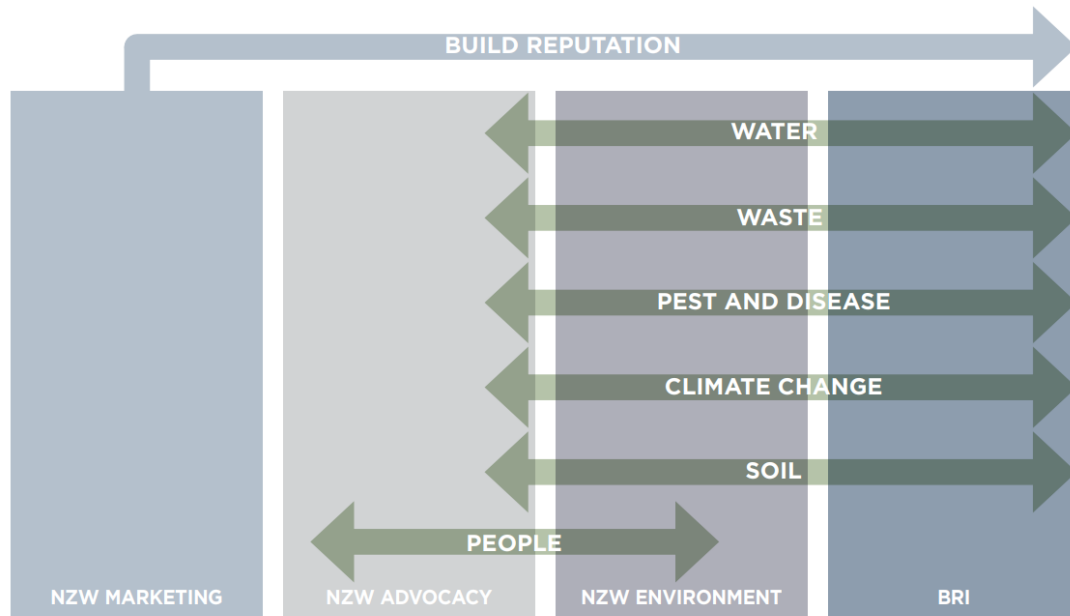 BUILD REPUTATION
WATER
WASTE
PEST AND DISEASE
CLIMATE CHANGE
SOIL
PEOPLE
NZW MARKETING
NZW ADVOCACY
NZW ENVIRONMENT
BRI